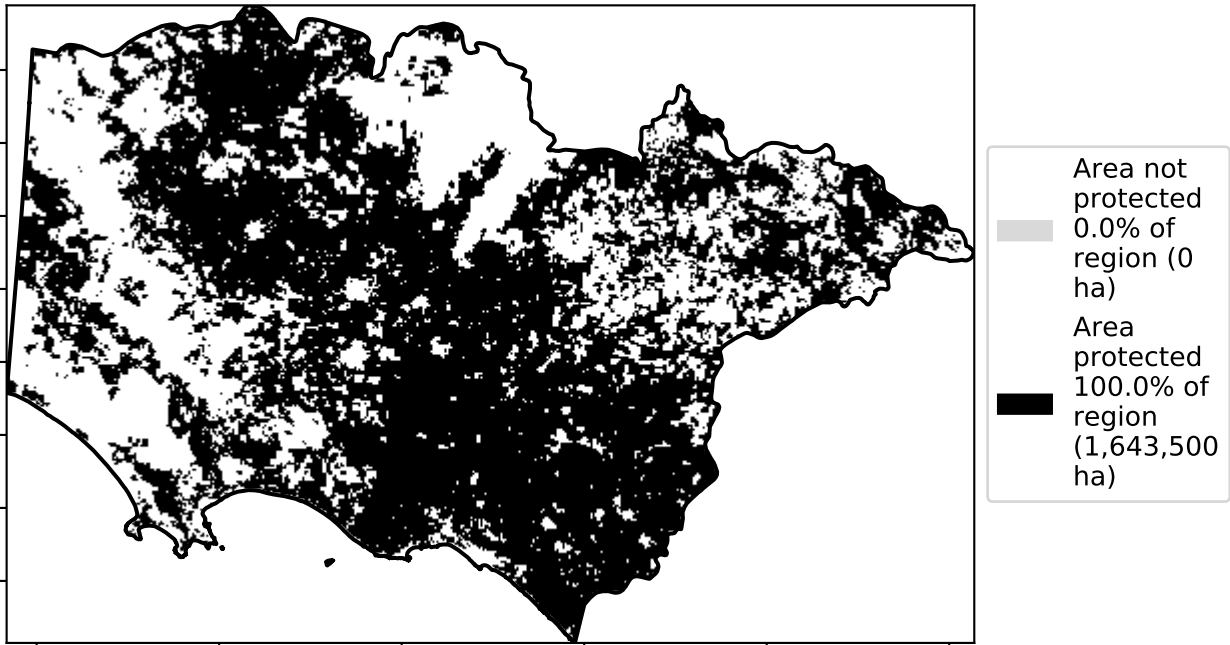 Area not
protected
0.0% of
region (0
ha)
Area
protected
100.0% of
region
(1,643,500
ha)